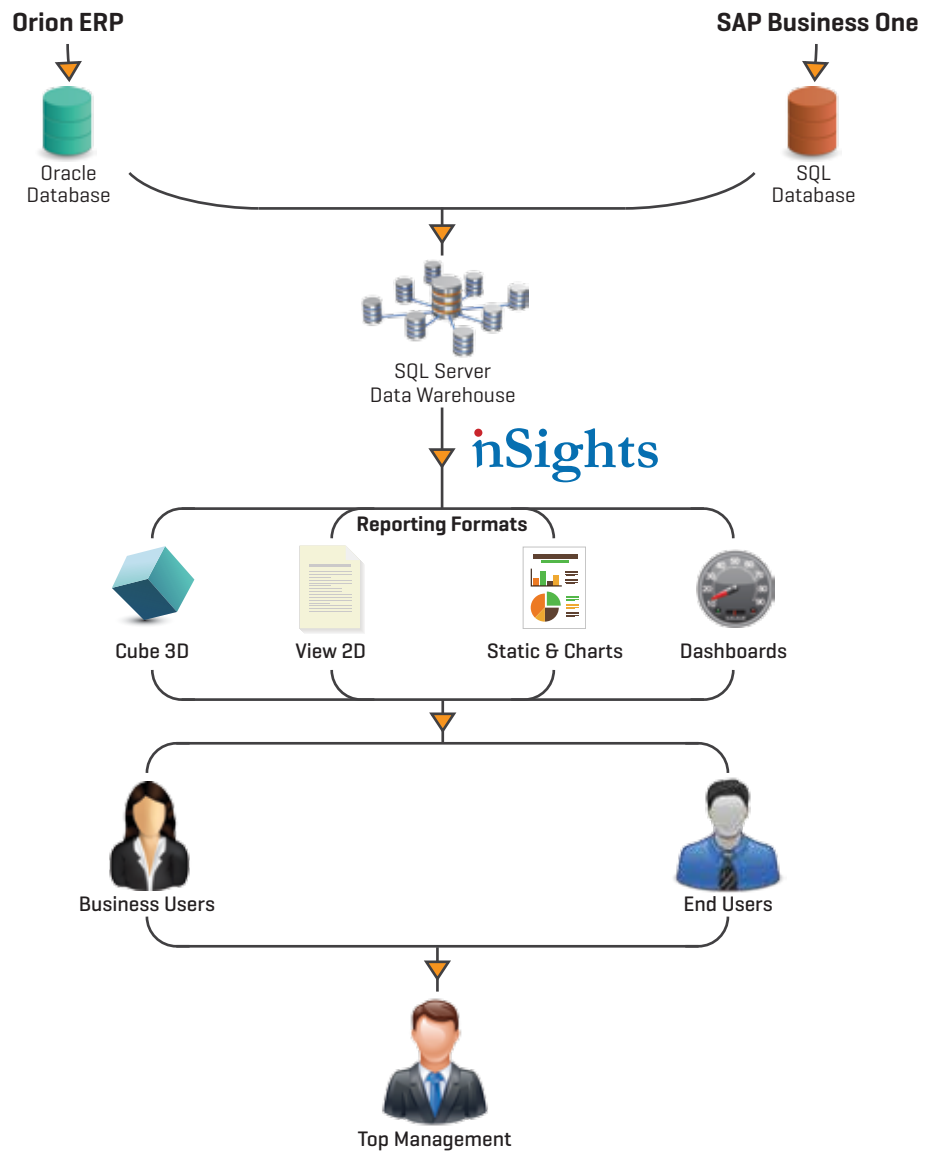 Orion ERP
SAP Business One
Oracle
Database
SQL
Database
SQL Server
Data Warehouse
inSights
Reporting Formats
Cube 3D
View 2D
Static & Charts
Dashboards
Business Users
End Users
Top Management